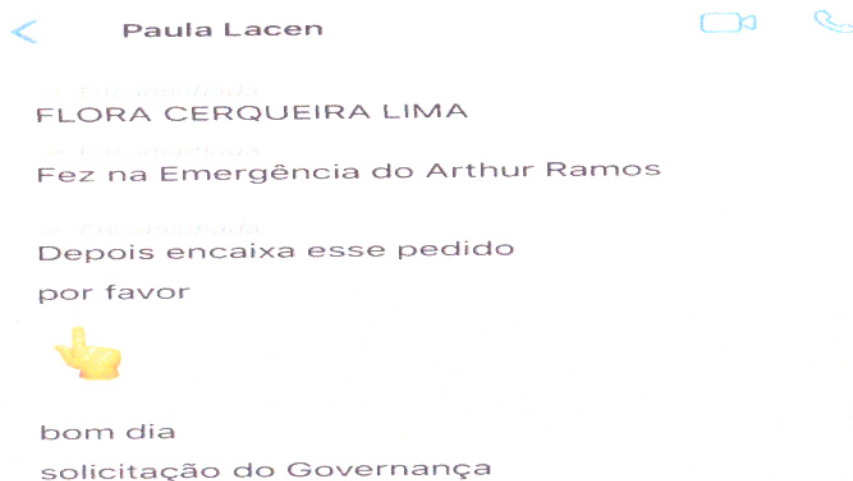 Paula Lacen
Encaminhada
FLORA CERQUEIRA LIMA
Encaminhada
Fez na Emergência do Arthur Ramos
Encaminhada
Depois encaixa esse pedido
por favor
bom dia
solicitação do Governança